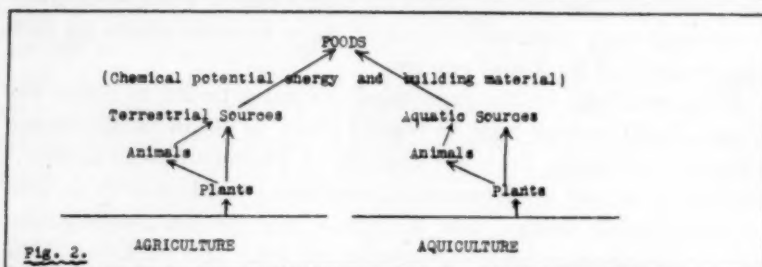 FOODS
(Chemical potential energy and building material)
Terrestrial Sources Aquatic Sources
Animals Animals
Plants Plants
Fig. 2. AGRICULTURE AQUICULTURE